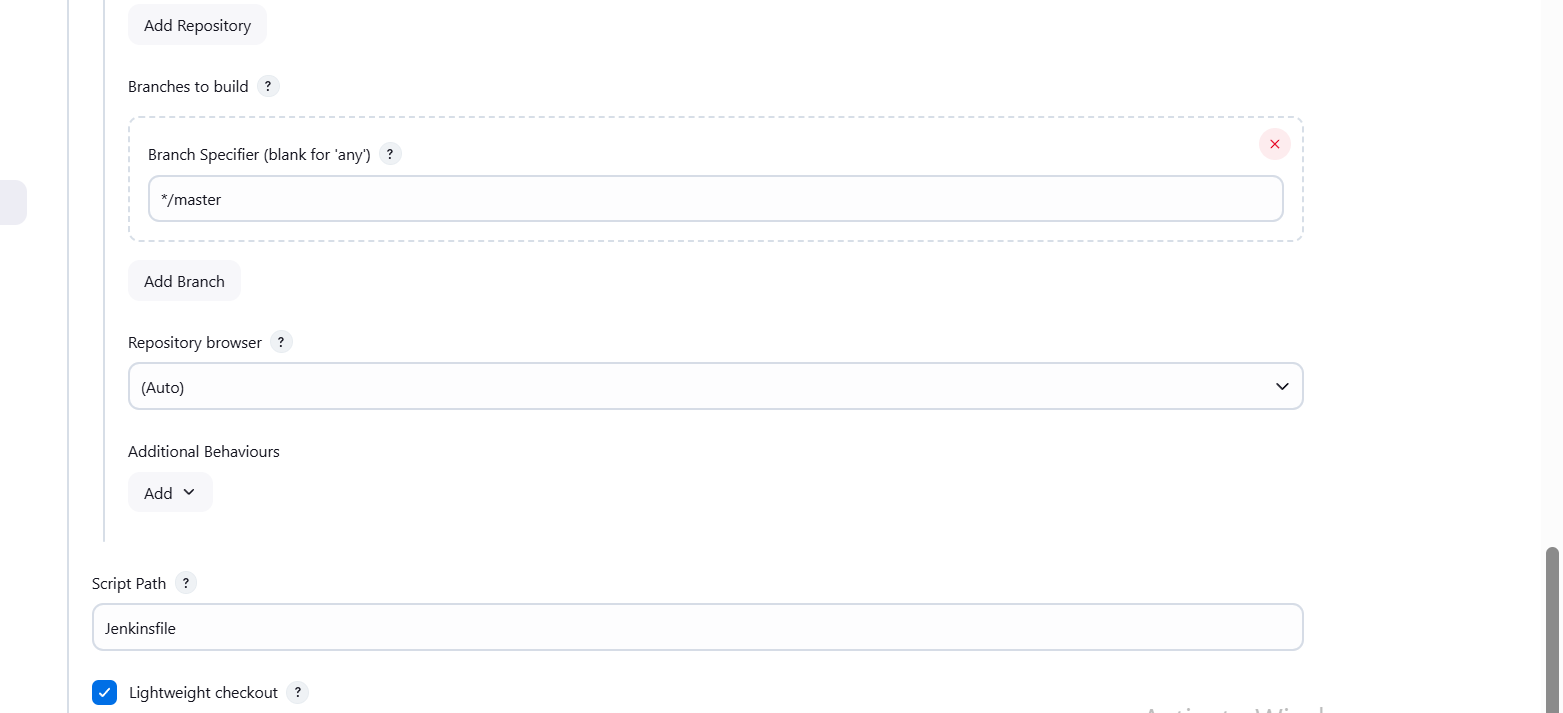 Add Repository
Branches to build ?
Branch Specifier (blank for 'any') ?
*/master
Add Branch
Repository browser ?
(Auto)
Additional Behaviours
Add
Script Path ?
Jenkinsfile
Lightweight checkout ?